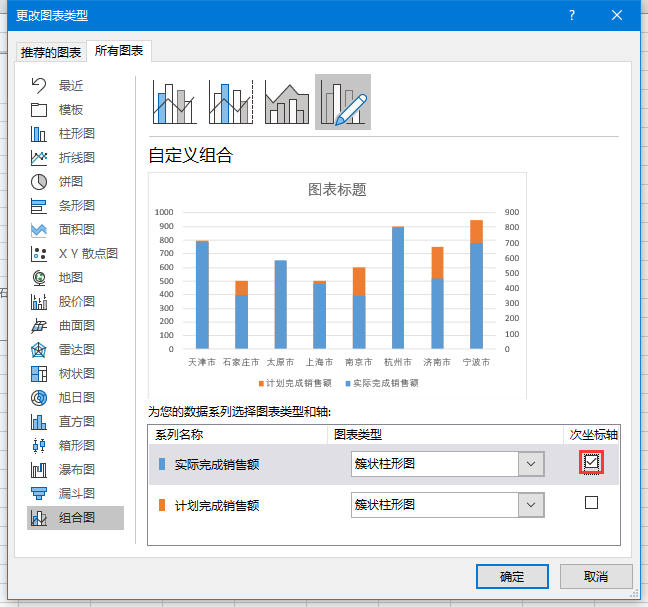 更改图表类型
?
推荐的图表
所有图表
最近
模板
柱形图
折线图
饼图
条形图
面积图
X Y 散点图
地图
股价图
曲面图
雷达图
树状图
旭日图
直方图
箱形图
瀑布图
漏斗图
组合图
自定义组合
图表标题
1000
900
800
700
600
500
400
300
200
100
0
900
800
700
600
500
400
300
200
100
0
天津市 石家庄市 太原市 上海市 南京市 杭州市 济南市 宁波市
计划完成销售额 实际完成销售额
为您的数据系列选择图表类型和轴:
系列名称 图表类型 次坐标轴
实际完成销售额 簇状柱形图
计划完成销售额 簇状柱形图
确定 取消
石